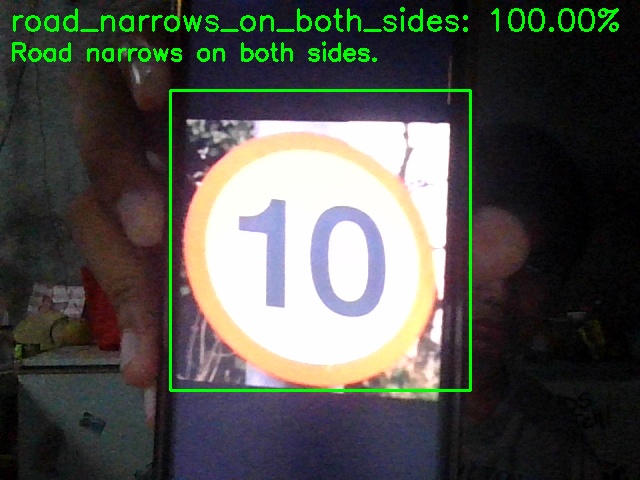 road_narrows_on_both_sides: 100.00%
Road narrows on both sides.
10